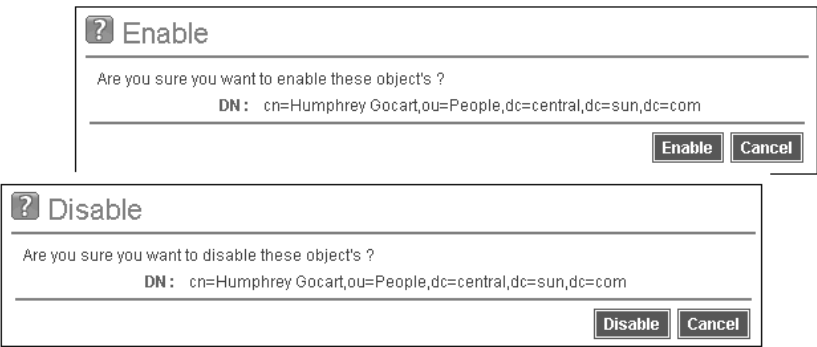 ? Enable
Are you sure you want to enable these object's ?
DN : cn=Humphrey Gocart,ou=People,dc=central,dc=sun,dc=com
Enable Cancel
? Disable
Are you sure you want to disable these object's ?
DN : cn=Humphrey Gocart,ou=People,dc=central,dc=sun,dc=com
Disable Cancel